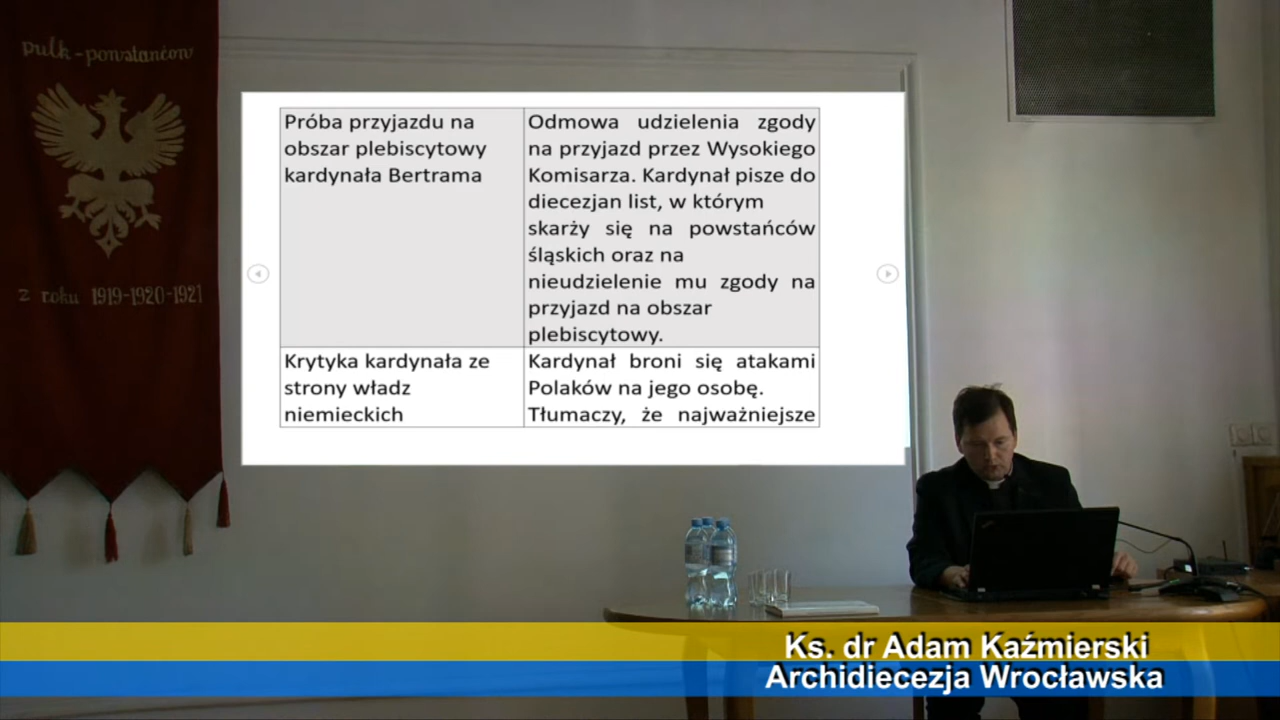 pułk-powstańców
z roku 1919-1920-1921
Próba przyjazdu na
obszar plebiscytowy
kardynała Bertrama
Odmowa udzielenia zgody
na przyjazd przez Wysokiego
Komisarza. Kardynał pisze do
diecezjan list, w którym
skarży się na powstańców
śląskich oraz na
nieudzielenie mu zgody na
przyjazd na obszar
plebiscytowy.
Krytyka kardynała ze
strony władz
niemieckich
Kardynał broni się atakami
Polaków na jego osobę.
Tłumaczy, że najważniejsze
Ks. dr Adam Kaźmierski
Archidiecezja Wrocławska